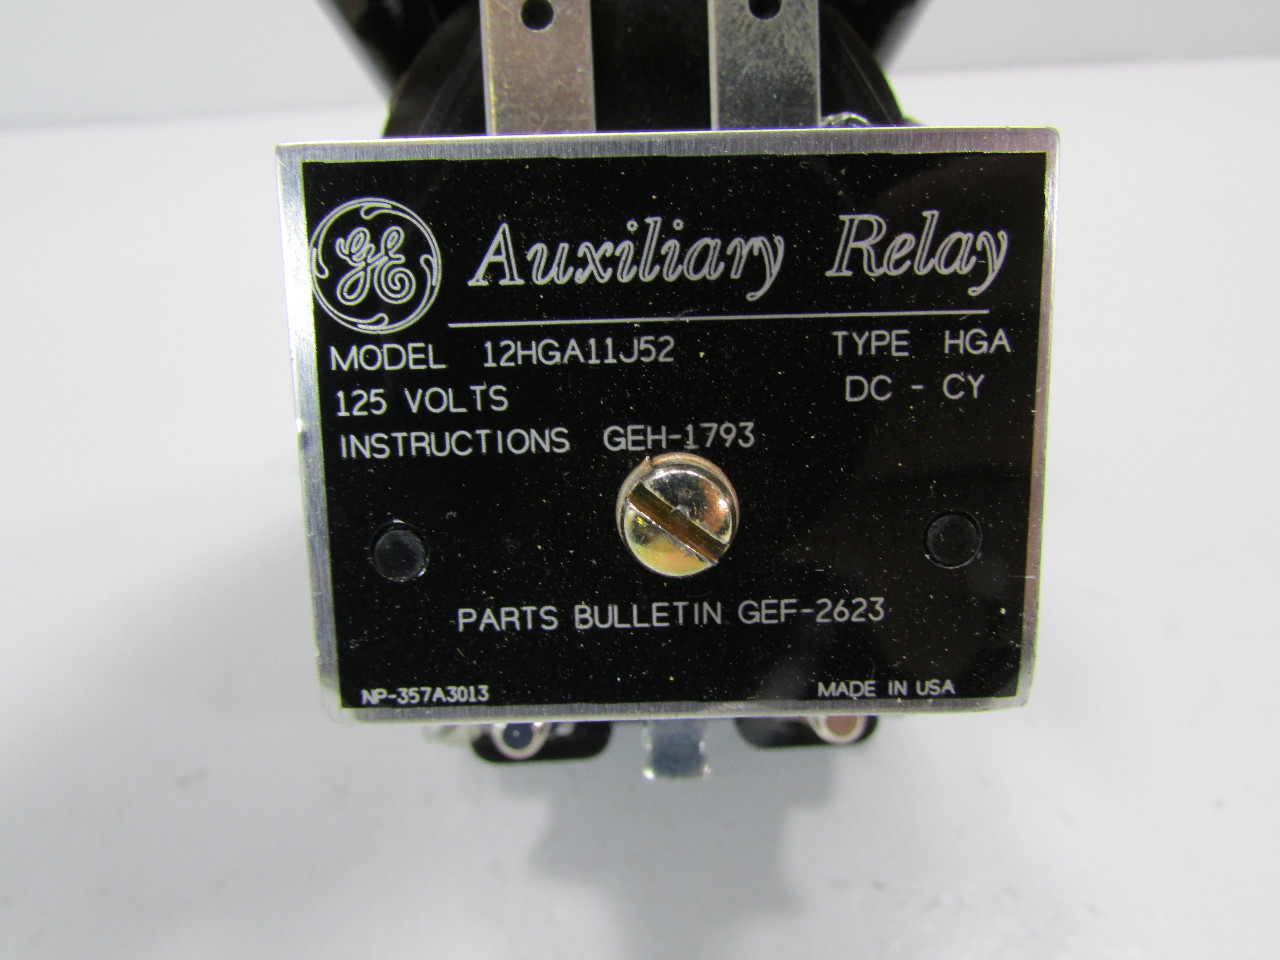 GE Auxiliary Relay
MODEL 12HGA11J52 TYPE HGA
125 VOLTS DC - CY
INSTRUCTIONS GEH-1793
PARTS BULLETIN GEF-2623
NP-357A3013 MADE IN USA